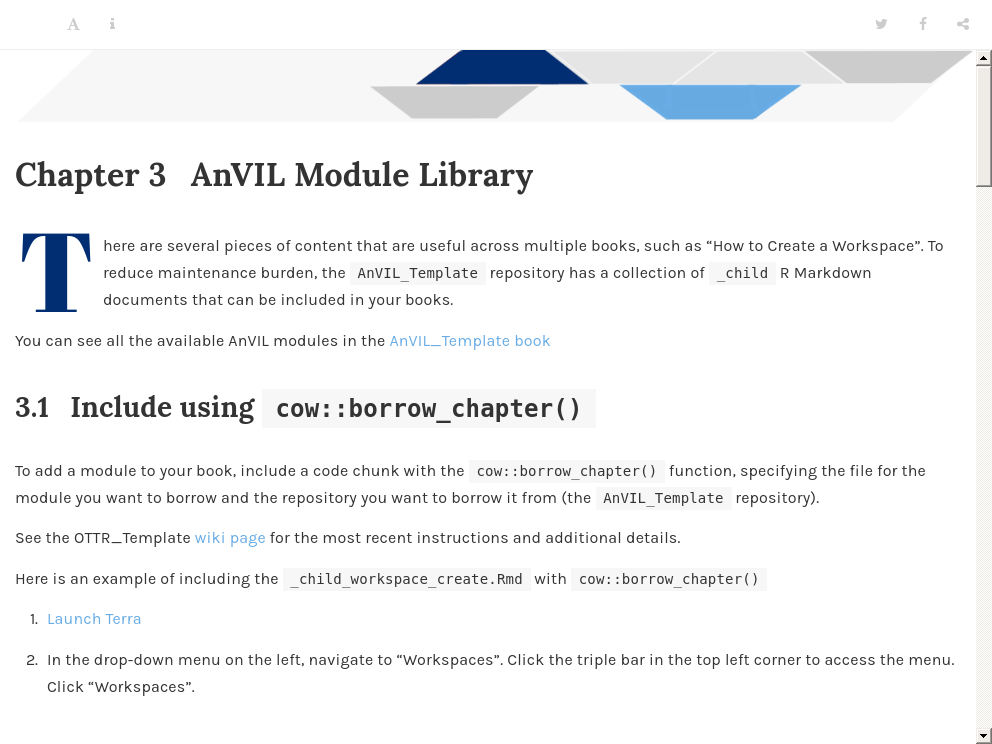 Chapter 3 AnVIL Module Library
There are several pieces of content that are useful across multiple books, such as “How to Create a Workspace”. To
reduce maintenance burden, the AnVIL_Template repository has a collection of _child R Markdown
documents that can be included in your books.
You can see all the available AnVIL modules in the AnVIL_Template book
3.1 Include using cow::borrow_chapter()
To add a module to your book, include a code chunk with the cow::borrow_chapter() function, specifying the file for the
module you want to borrow and the repository you want to borrow it from (the AnVIL_Template repository).
See the OTTR_Template wiki page for the most recent instructions and additional details.
Here is an example of including the _child_workspace_create.Rmd with cow::borrow_chapter()
1. Launch Terra
2. In the drop-down menu on the left, navigate to “Workspaces”. Click the triple bar in the top left corner to access the menu.
Click “Workspaces”.